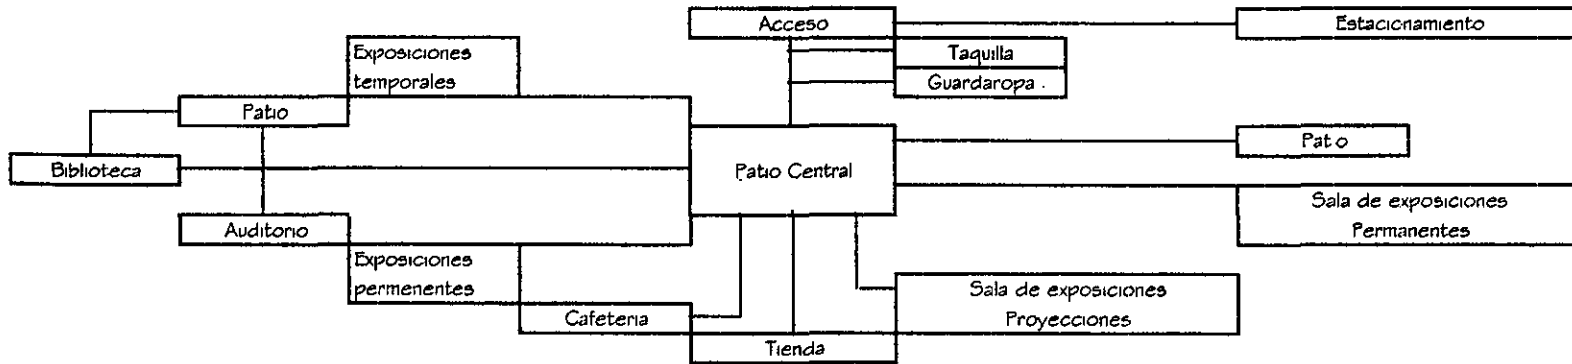 Acceso
Estacionamiento
Exposiciones
temporales
Taquilla
Guardaropa
Patio
Patio Central
Pat o
Biblioteca
Sala de exposiciones
Permanentes
Auditorio
Exposiciones
permenentes
Sala de exposiciones
Proyecciones
Cafeteria
Tienda